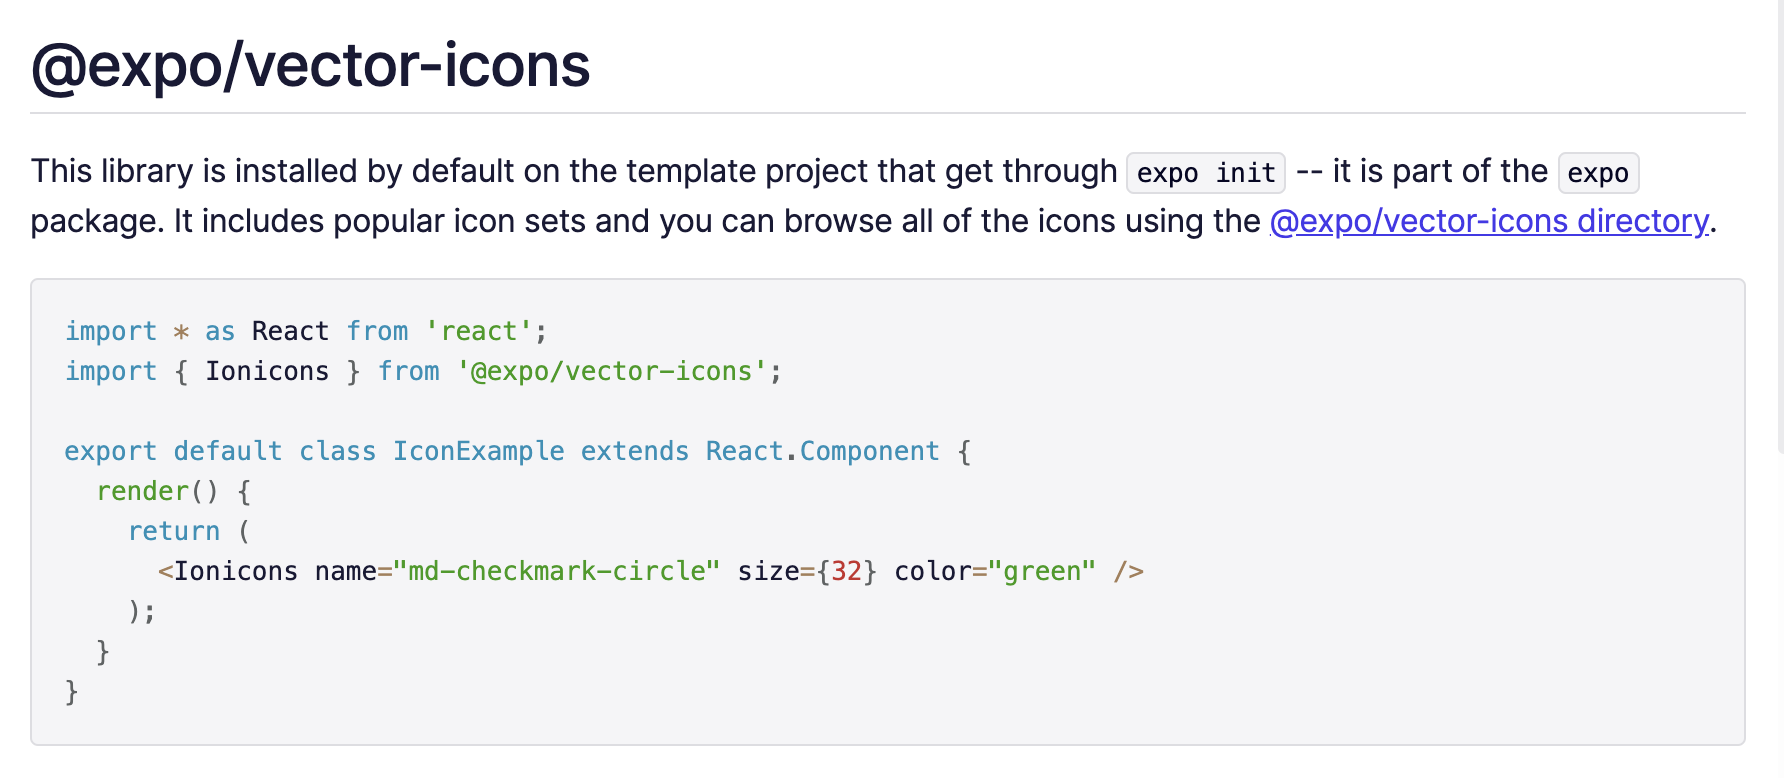 @expo/vector-icons
This library is installed by default on the template project that get through expo init -- it is part of the expo
package. It includes popular icon sets and you can browse all of the icons using the @expo/vector-icons directory.
import * as React from 'react';
import { Ionicons } from '@expo/vector-icons';

export default class IconExample extends React.Component {
  render() {
    return (
      <Ionicons name="md-checkmark-circle" size={32} color="green" />
    );
  }
}